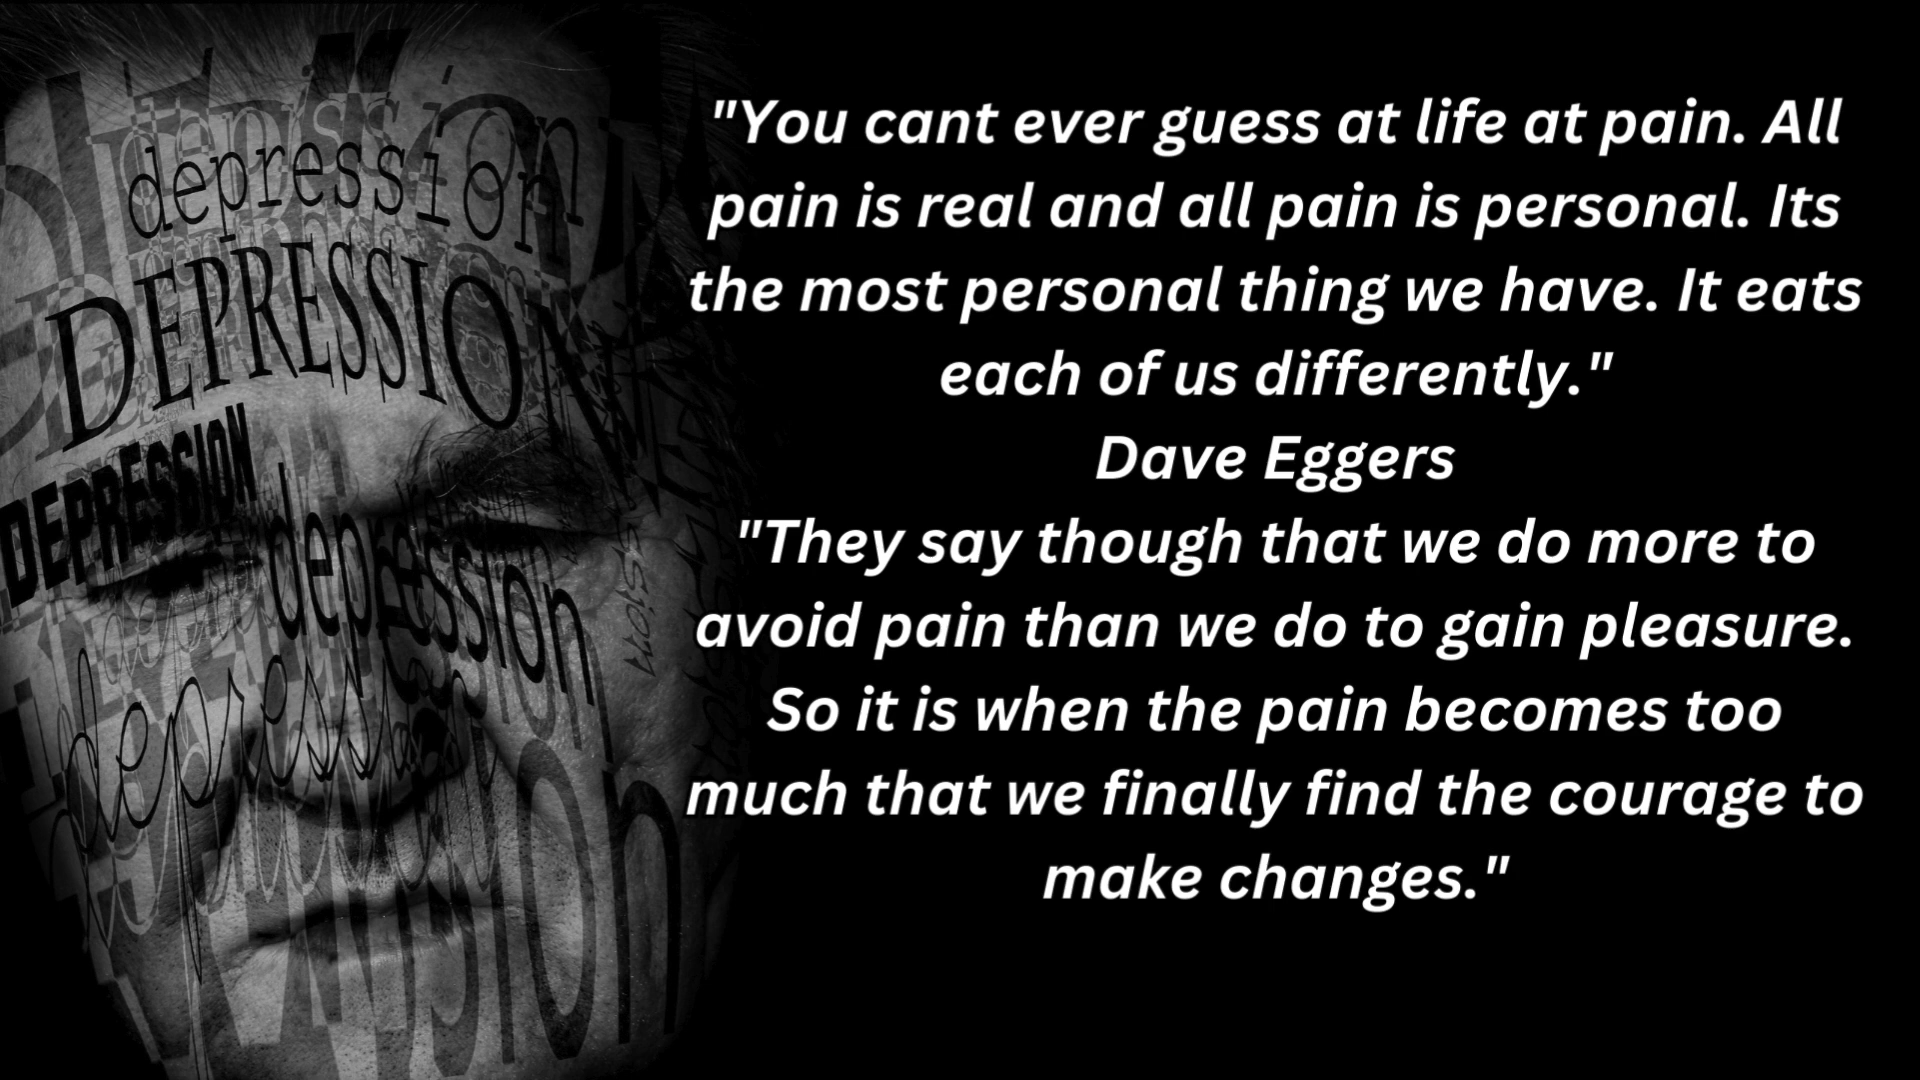 depression
depression
DEPRESSION
DEPRESSION
depression
depression
"You cant ever guess at life at pain. All
pain is real and all pain is personal. Its
the most personal thing we have. It eats
each of us differently."
Dave Eggers
"They say though that we do more to
avoid pain than we do to gain pleasure.
So it is when the pain becomes too
much that we finally find the courage to
make changes."